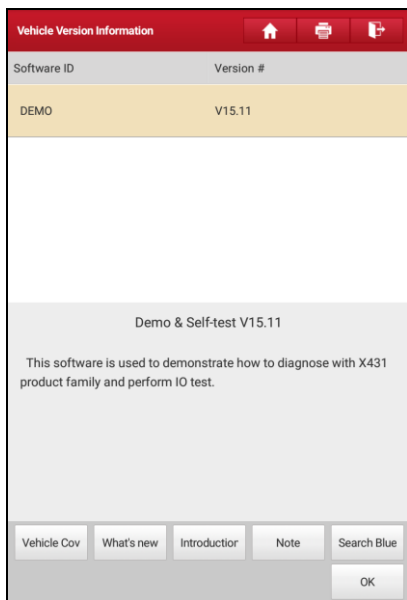 Vehicle Version Information
Software ID Version #
DEMO V15.11
Demo & Self-test V15.11
This software is used to demonstrate how to diagnose with X431
product family and perform IO test.
Vehicle Cov What's new Introductior Note Search Blue
OK